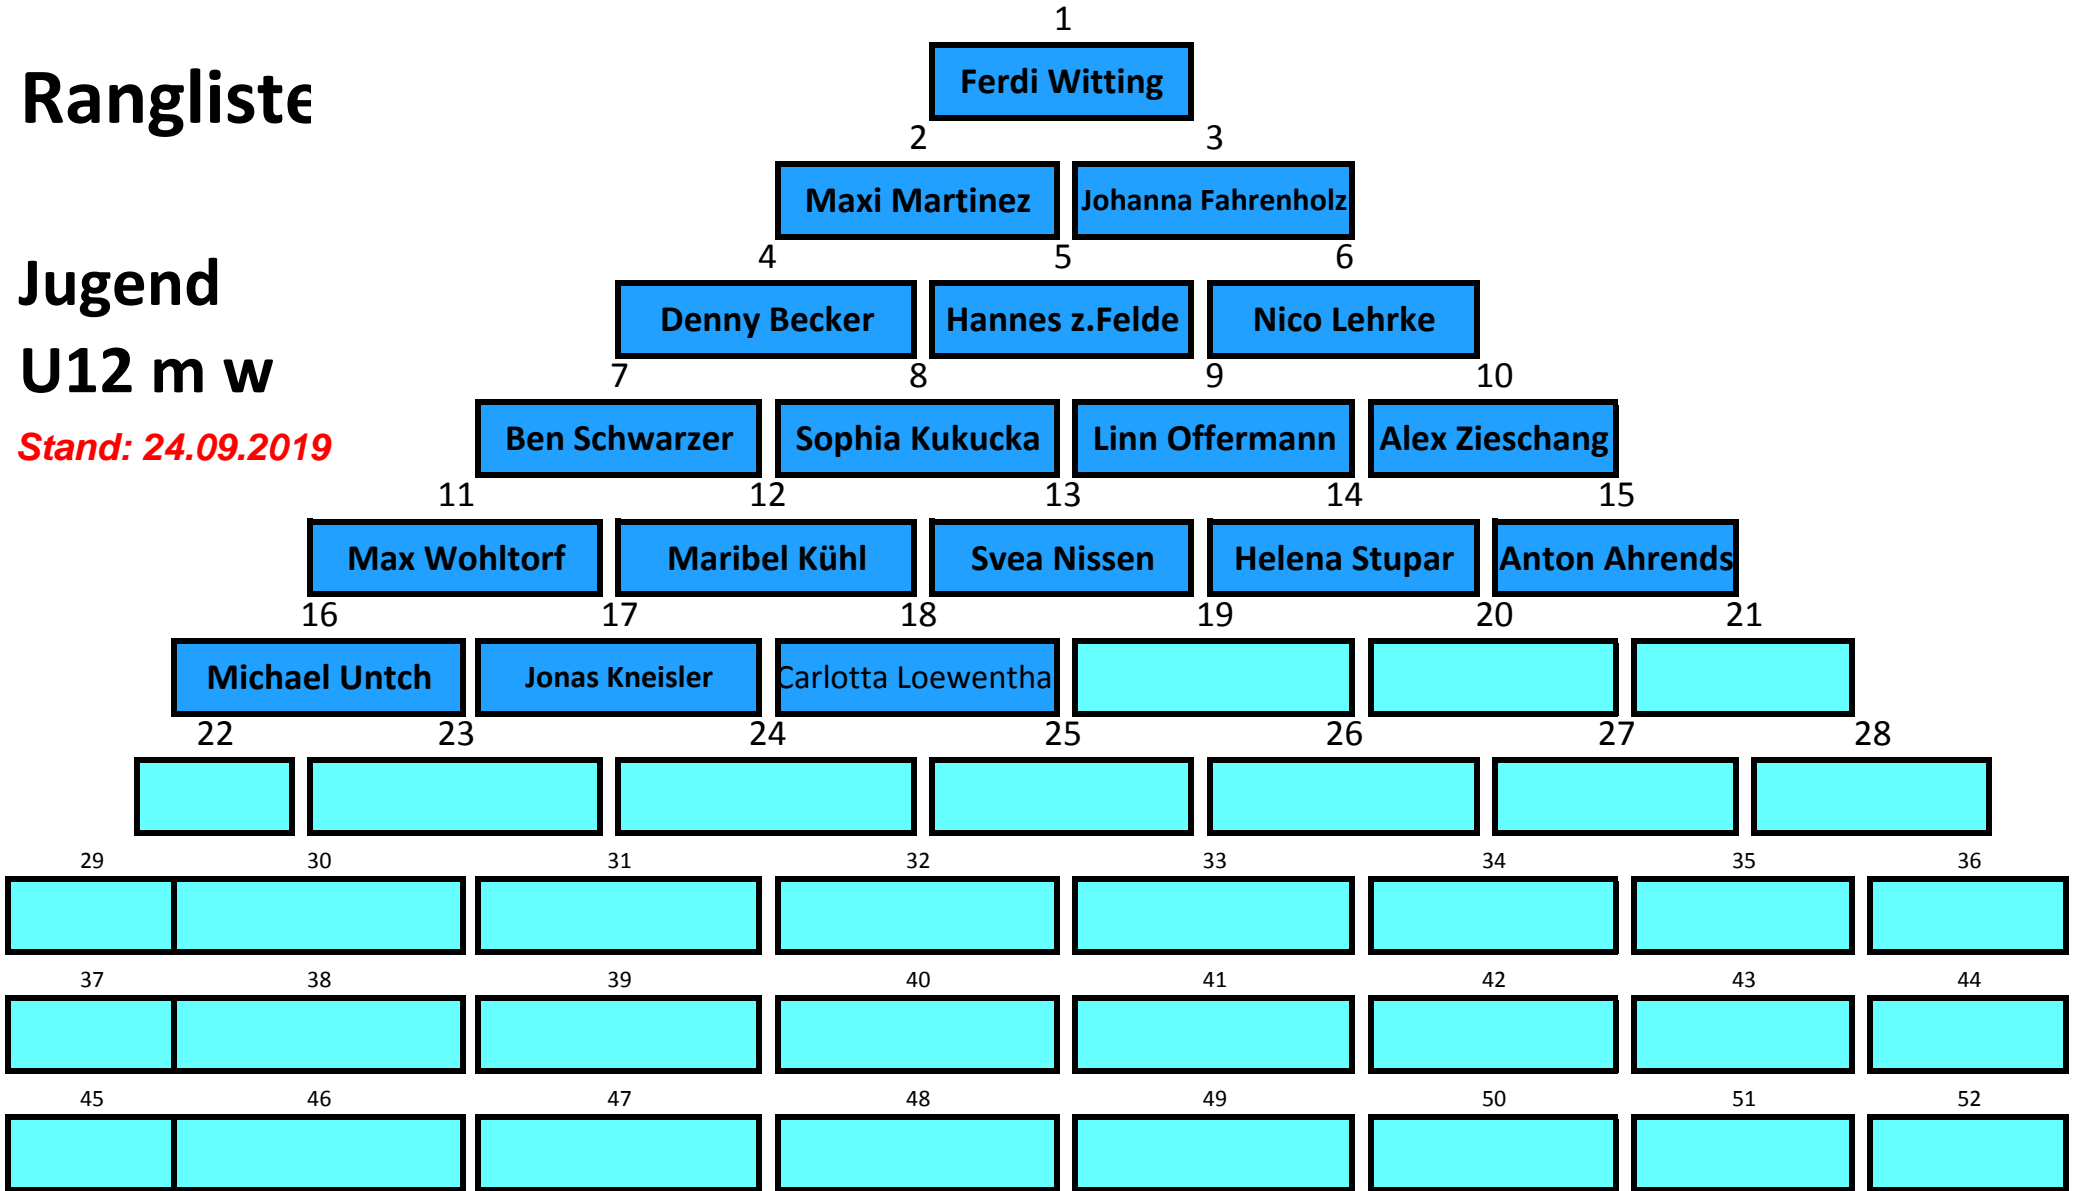 1
Rangliste
Ferdi Witting
2 3
Maxi Martinez Johanna Fahrenholz
4 5 6
Jugend
Denny Becker Hannes z.Felde Nico Lehrke
U12 m w
7 8 9 10
Stand: 24.09.2019
Ben Schwarzer Sophia Kukucka Linn Offermann Alex Zieschang
11 12 13 14 15
Max Wohltorf Maribel Kühl Svea Nissen Helena Stupar Anton Ahrends
16 17 18 19 20 21
Michael Untch Jonas Kneisler Carlotta Loewentha
22 23 24 25 26 27 28
29 30 31 32 33 34 35 36
37 38 39 40 41 42 43 44
45 46 47 48 49 50 51 52